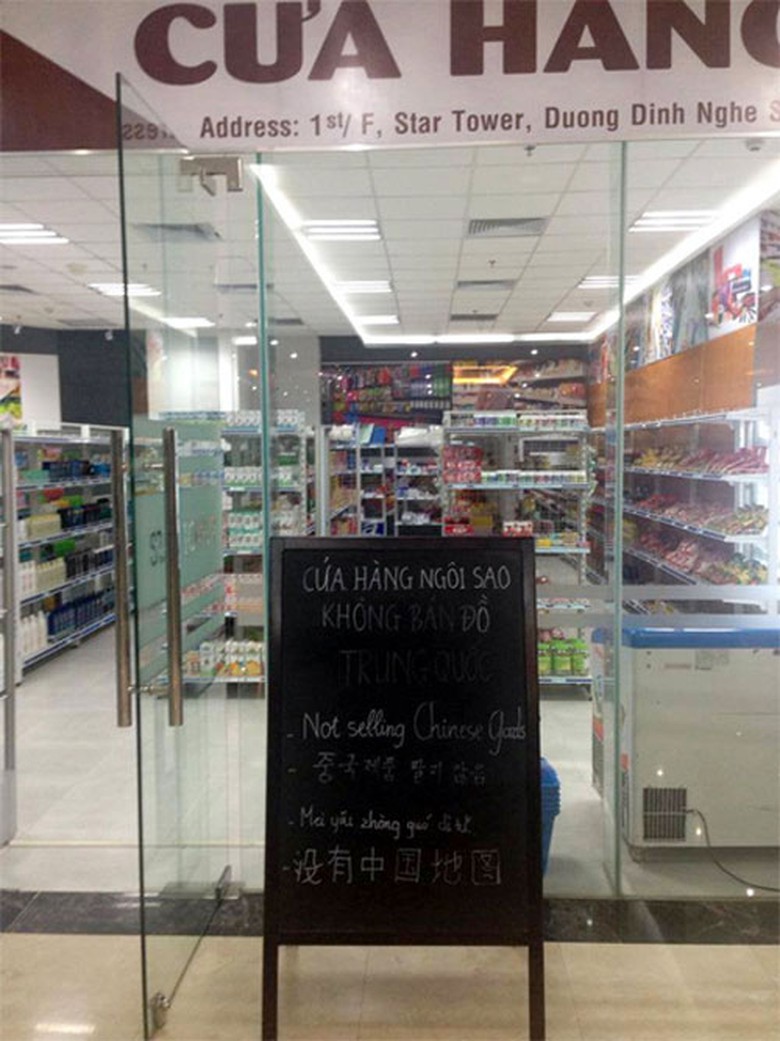 CỬA HÀNG
Address: 1st/ F, Star Tower, Duong Dinh Nghe S
CỬA HÀNG NGÔI SAO
KHÔNG BÁN ĐỒ
TRUNG QUỐC
- Not selling Chinese Goods
- 중국제품 팔지 않음
- Mei yǒu zhōng guó
- 没有中国地图